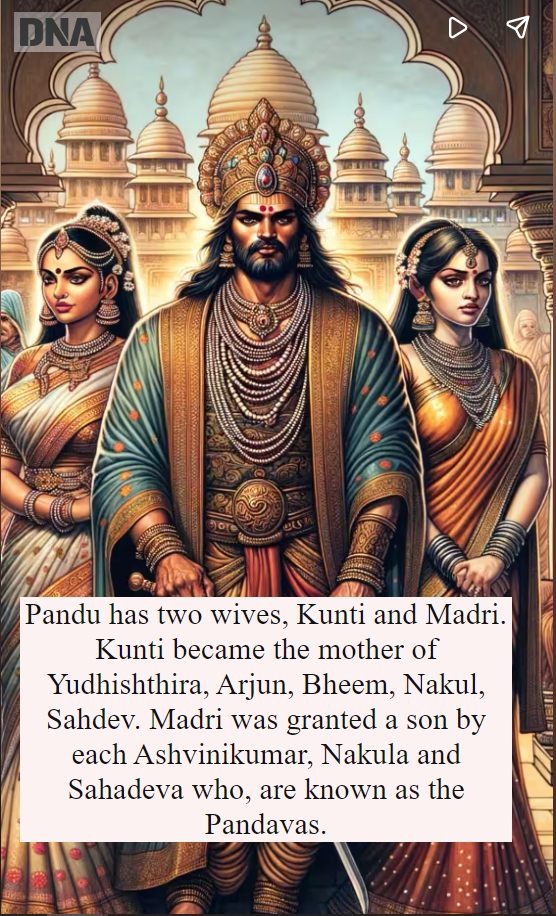 DNA
Pandu has two wives, Kunti and Madri.
Kunti became the mother of
Yudhishthira, Arjun, Bheem, Nakul,
Sahdev. Madri was granted a son by
each Ashvinikumar, Nakula and
Sahadeva who, are known as the
Pandavas.